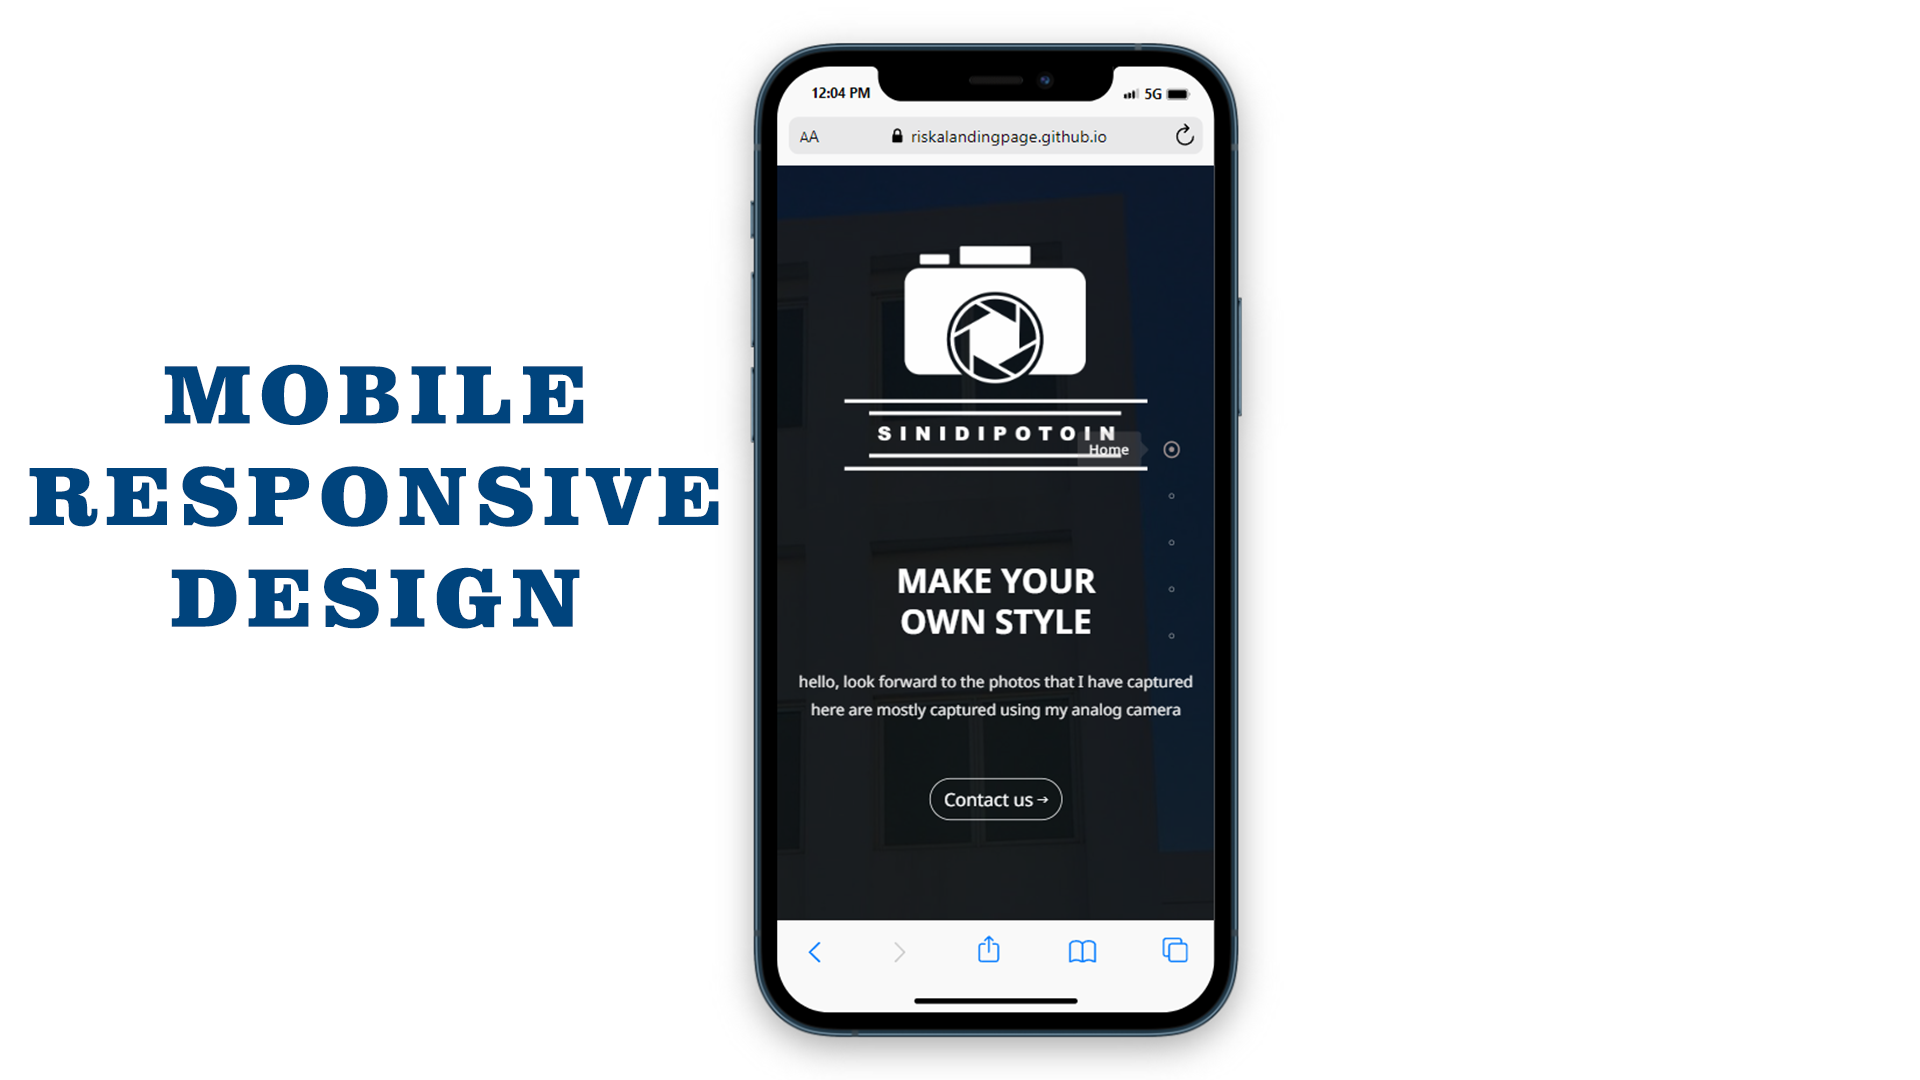 MOBILE
RESPONSIVE
DESIGN
12:04 PM
5G
AA
riskalandingpage.github.io
SINIDIPOTOIN
Home
MAKE YOUR
OWN STYLE
hello, look forward to the photos that I have captured
here are mostly captured using my analog camera
Contact us →